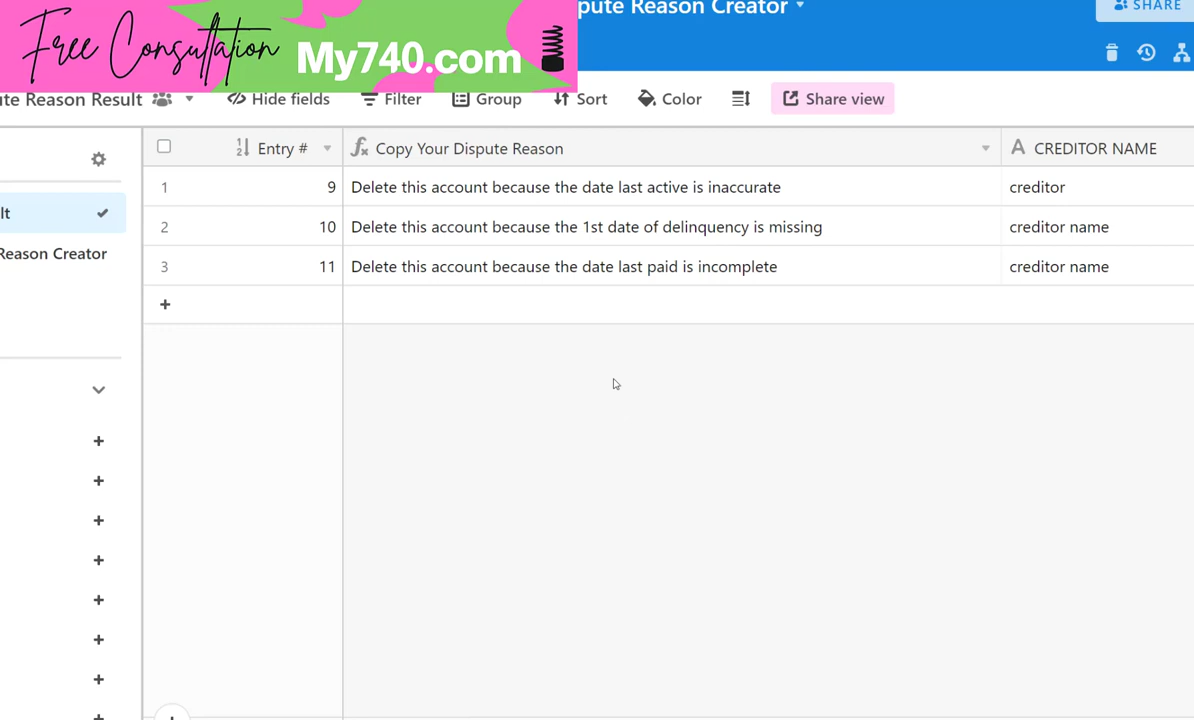 Free Consultation My740.com
pute Reason Creator
SHARE
te Reason Result
Hide fields
Filter
Group
Sort
Color
Share view
Entry #
Copy Your Dispute Reason
CREDITOR NAME
1 9 Delete this account because the date last active is inaccurate creditor
2 10 Delete this account because the 1st date of delinquency is missing creditor name
3 11 Delete this account because the date last paid is incomplete creditor name
lt
Reason Creator